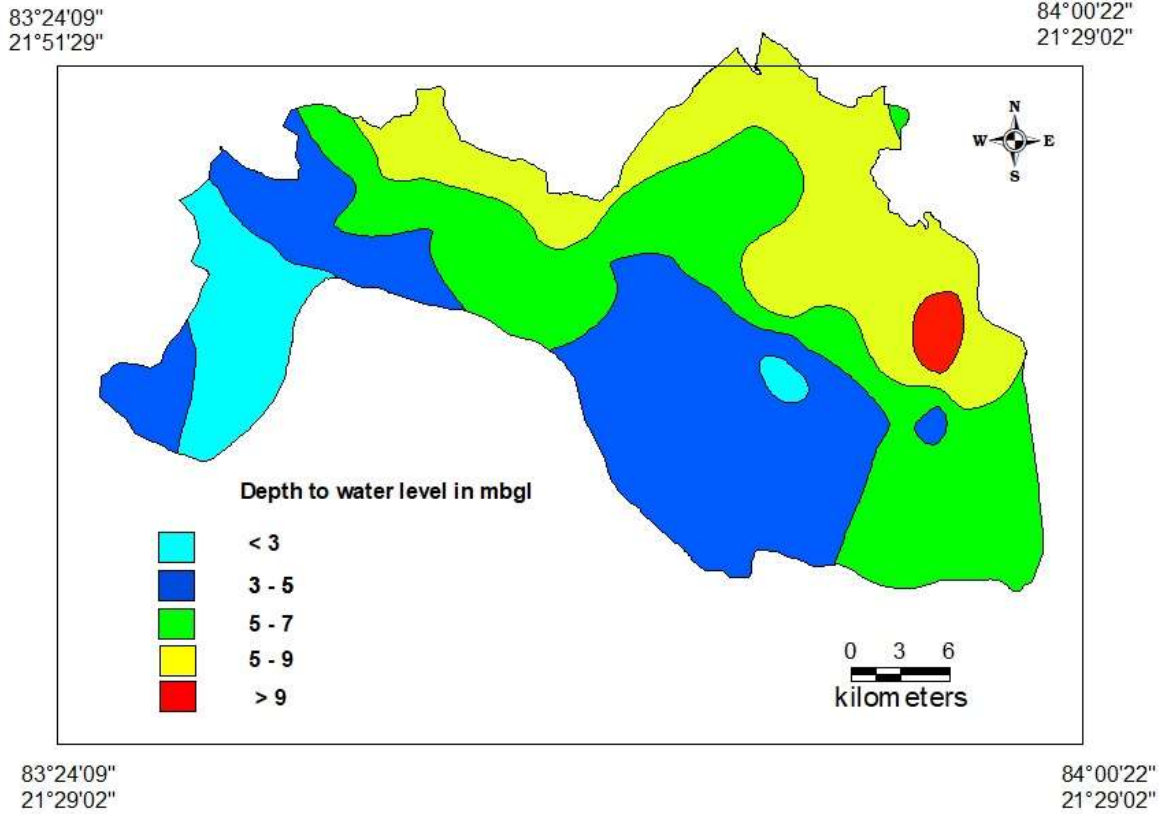 83°24'09"
21°51'29"
84°00'22"
21°29'02"
N
W E
S
Depth to water level in mbgl
< 3
3 - 5
5 - 7
5 - 9
> 9
0 3 6
kilometers
83°24'09"
21°29'02"
84°00'22"
21°29'02"